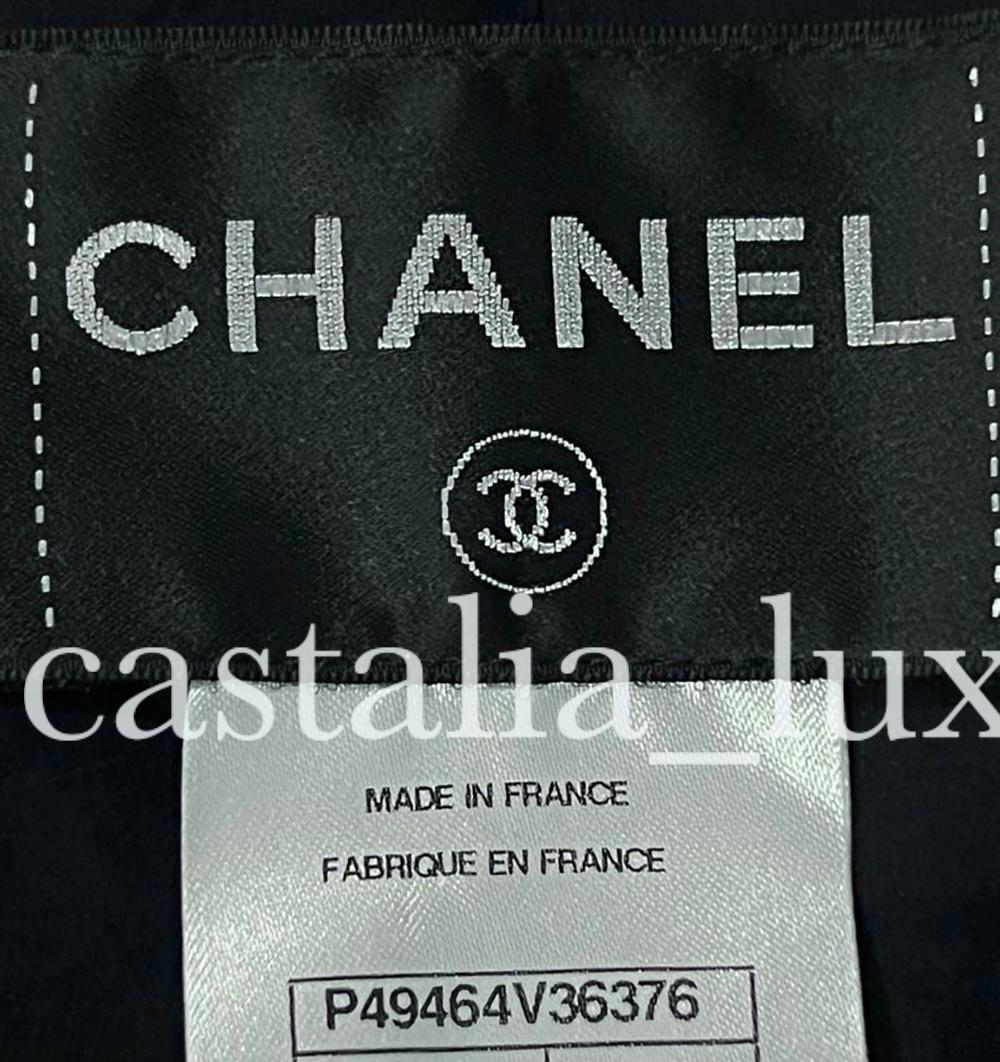 CHANEL
castalia_lux
MADE IN FRANCE
FABRIQUE EN FRANCE
P49464V36376